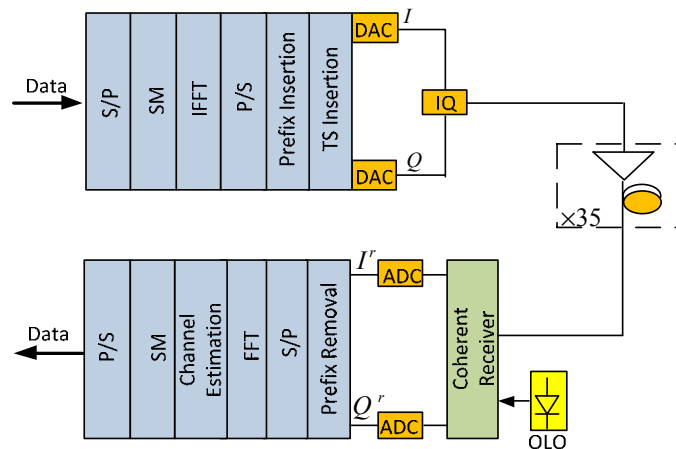 Data
S/P
SM
IFFT
P/S
Prefix Insertion
TS Insertion
DAC
I
DAC
Q
IQ
×35
Data
P/S
SM
Channel
Estimation
FFT
S/P
Prefix Removal
I^r
ADC
Q^r
ADC
Coherent
Receiver
OLO